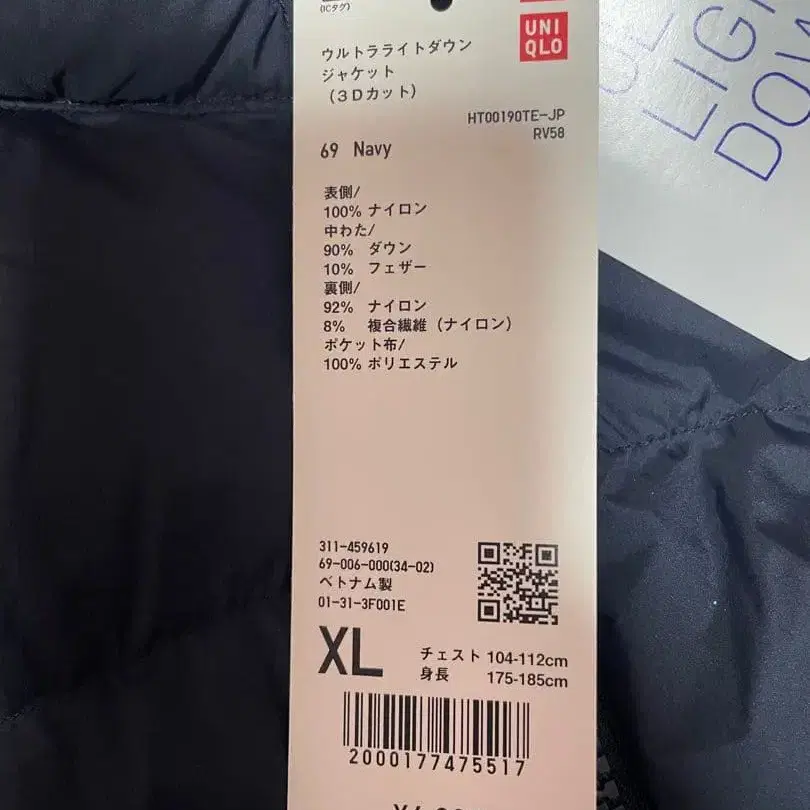 (ICタグ)
UNI
QLO
ウルトラライトダウン
ジャケット
(3Dカット)
HT00190TE-JP
RV58
69 Navy
表側/
100% ナイロン
中わた/
90% ダウン
10% フェザー
裏側/
92% ナイロン
8% 複合繊維 (ナイロン)
ポケット布/
100% ポリエステル
311-459619
69-006-000(34-02)
ベトナム製
01-31-3F001E
XL
チェスト 104-112cm
身長 175-185cm
2000177475517
DOW